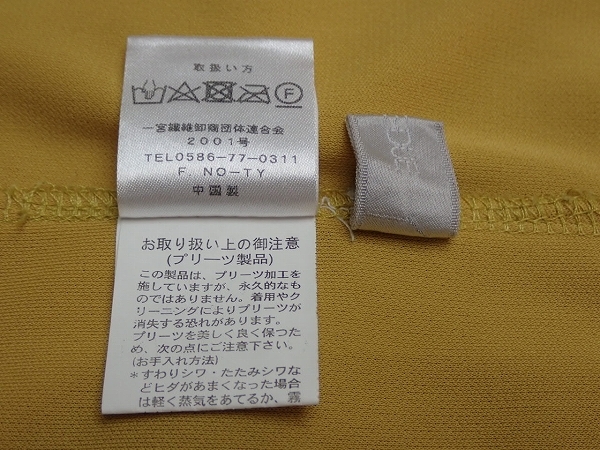 取扱い方
F
一宮繊維卸商団体連合会
2001号
TEL0586-77-0311
F. NO-TY
中国製
お取り扱い上の御注意
(プリーツ製品)
この製品は、プリーツ加工を
施していますが、永久的なも
のではありません。着用やク
リーニングによりプリーツが
消失する恐れがあります。
プリーツを美しく良く保つた
め、次の点にご注意下さい。
(お手入れ方法)
*すわりシワ・たたみシワな
どヒダがあまくなった場合
は軽く蒸気をあてるか、霧